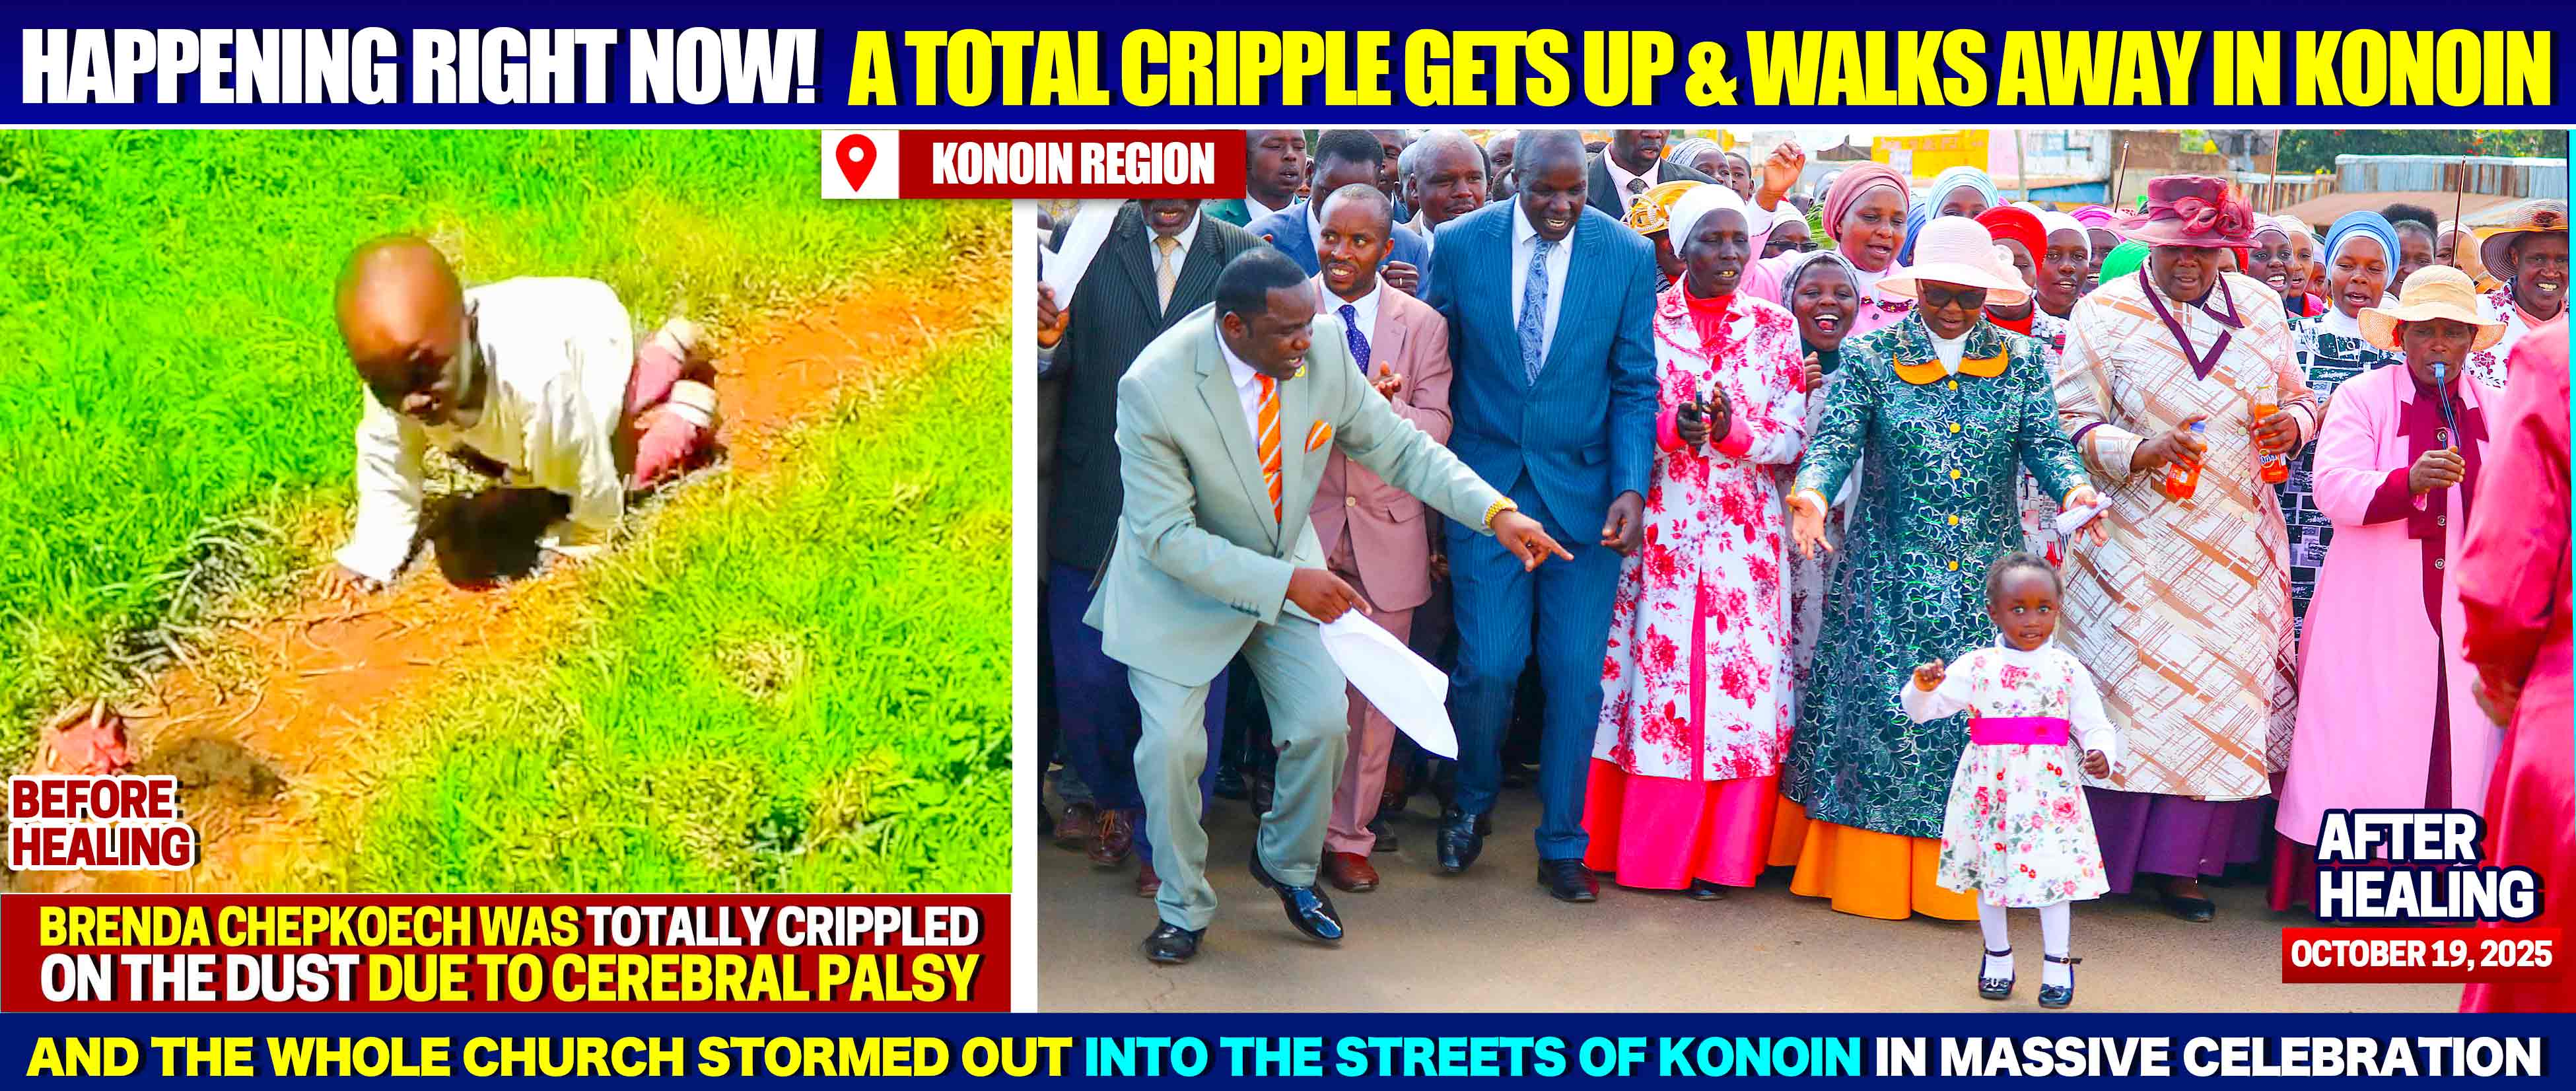 HAPPENING RIGHT NOW! A TOTAL CRIPPLE GETS UP & WALKS AWAY IN KONOIN
KONOIN REGION
BEFORE
HEALING
BRENDA CHEPKOECH WAS TOTALLY CRIPPLED
ON THE DUST DUE TO CEREBRAL PALSY
AFTER
HEALING
OCTOBER 19, 2025
AND THE WHOLE CHURCH STORMED OUT INTO THE STREETS OF KONOIN IN MASSIVE CELEBRATION